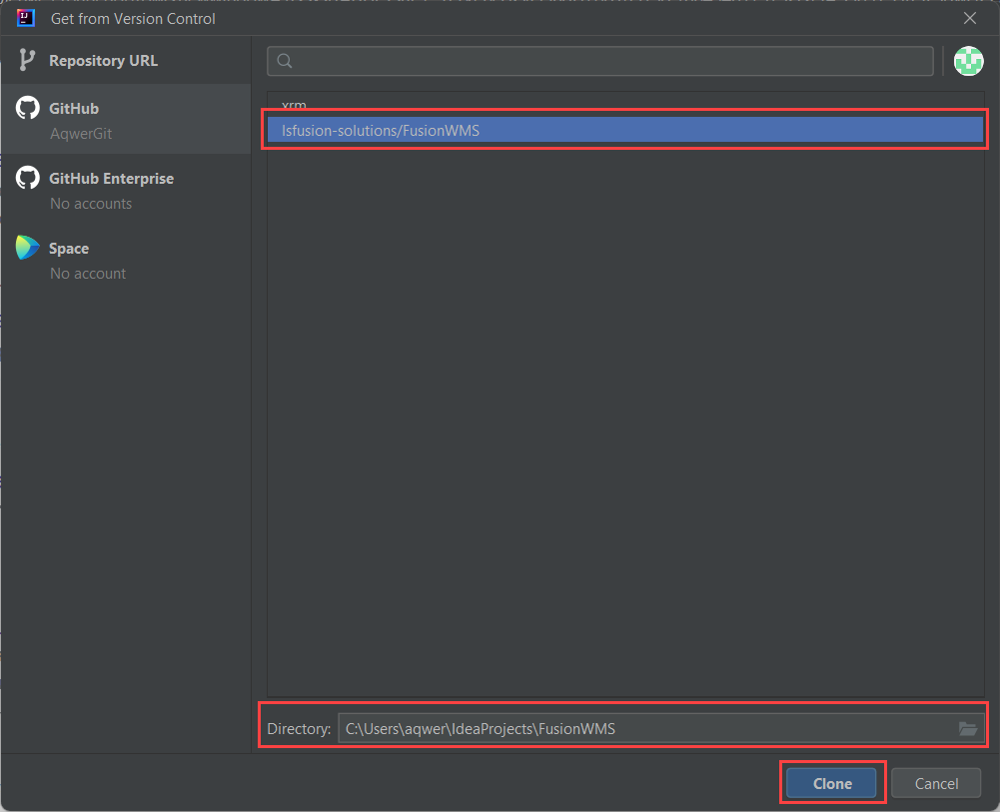 Get from Version Control
Repository URL
GitHub
AqwerGit
GitHub Enterprise
No accounts
Space
No account
xrm
lsfusion-solutions/FusionWMS
Directory: C:\Users\aqwer\IdeaProjects\FusionWMS
Clone Cancel